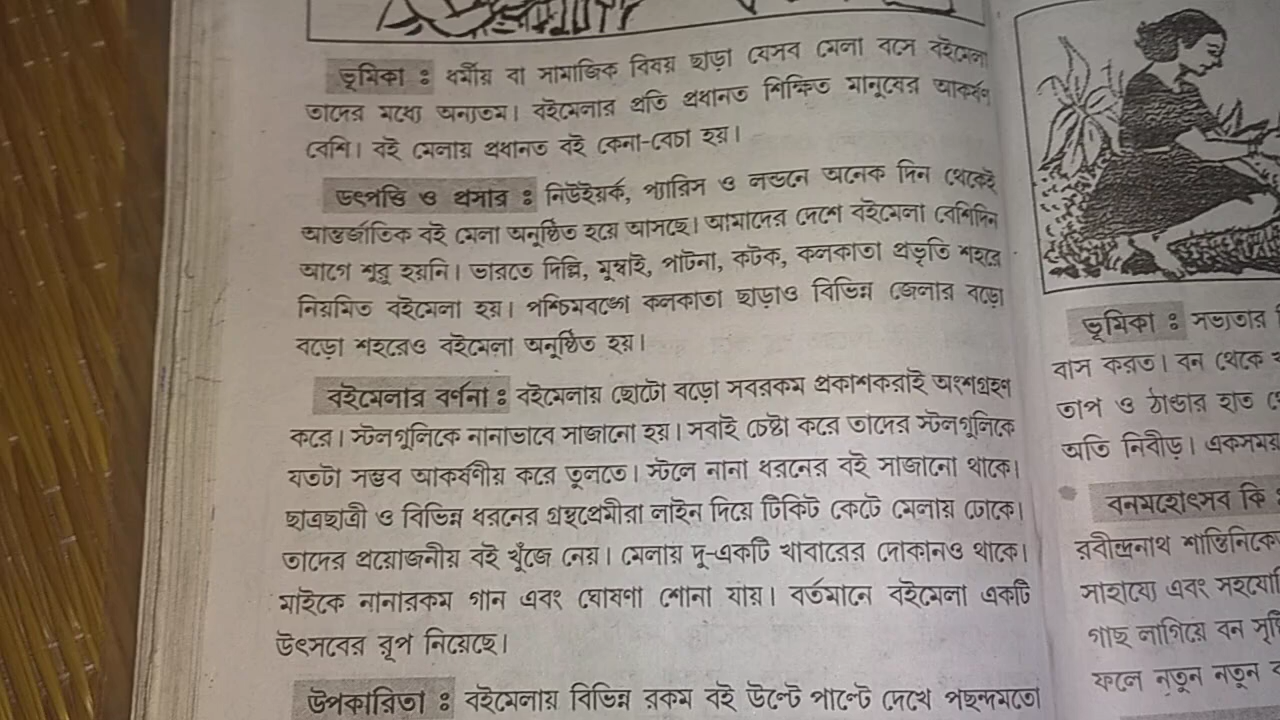 ভূমিকা : ধর্মীয় বা সামাজিক বিষয় ছাড়া যেসব মেলা বসে বইমেলা
তাদের মধ্যে অন্যতম। বইমেলার প্রতি প্রধানত শিক্ষিত মানুষের আকর্ষণ
বেশি। বই মেলায় প্রধানত বই কেনা-বেচা হয়।
উৎপত্তি ও প্রসার : নিউইয়র্ক, প্যারিস ও লন্ডনে অনেক দিন থেকেই
আন্তর্জাতিক বই মেলা অনুষ্ঠিত হয়ে আসছে। আমাদের দেশে বইমেলা বেশিদিন
আগে শুরু হয়নি। ভারতে দিল্লি, মুম্বাই, পাটনা, কটক, কলকাতা প্রভৃতি শহরে
নিয়মিত বইমেলা হয়। পশ্চিমবঙ্গে কলকাতা ছাড়াও বিভিন্ন জেলার বড়ো
বড়ো শহরেও বইমেলা অনুষ্ঠিত হয়।
বইমেলার বর্ণনা : বইমেলায় ছোটো বড়ো সবরকম প্রকাশকরাই অংশগ্রহণ
করে। স্টলগুলিকে নানাভাবে সাজানো হয়। সবাই চেষ্টা করে তাদের স্টলগুলিকে
যতটা সম্ভব আকর্ষণীয় করে তুলতে। স্টলে নানা ধরনের বই সাজানো থাকে।
ছাত্রছাত্রী ও বিভিন্ন ধরনের গ্রন্থপ্রেমীরা লাইন দিয়ে টিকিট কেটে মেলায় ঢোকে।
তাদের প্রয়োজনীয় বই খুঁজে নেয়। মেলায় দু-একটি খাবারের দোকানও থাকে।
মাইকে নানারকম গান এবং ঘোষণা শোনা যায়। বর্তমানে বইমেলা একটি
উৎসবের রূপ নিয়েছে।
উপকারিতা : বইমেলায় বিভিন্ন রকম বই উল্টে পাল্টে দেখে পছন্দমতো
ভূমিকা : সভ্যতার
বাস করত। বন থেকে
তাপ ও ঠাণ্ডার হাত
অতি নিবীড়। একসময়
বনমহোৎসব কি
রবীন্দ্রনাথ শান্তিনিকে
সাহায্যে এবং সহযো
গাছ লাগিয়ে বন সৃ
ফলে নতুন নতুন